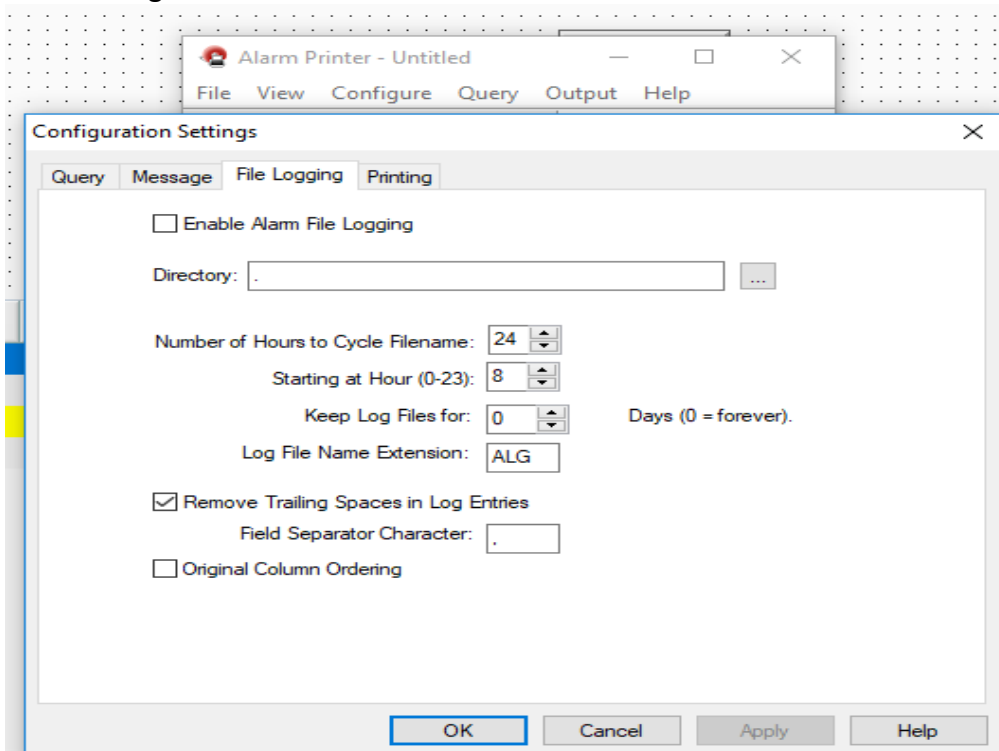 Alarm Printer - Untitled
File View Configure Query Output Help
Configuration Settings
Query Message File Logging Printing
Enable Alarm File Logging
Directory: .
...
Number of Hours to Cycle Filename: 24
Starting at Hour (0-23): 8
Keep Log Files for: 0 Days (0 = forever).
Log File Name Extension: ALG
Remove Trailing Spaces in Log Entries
Field Separator Character: ,
Original Column Ordering
OK Cancel Apply Help